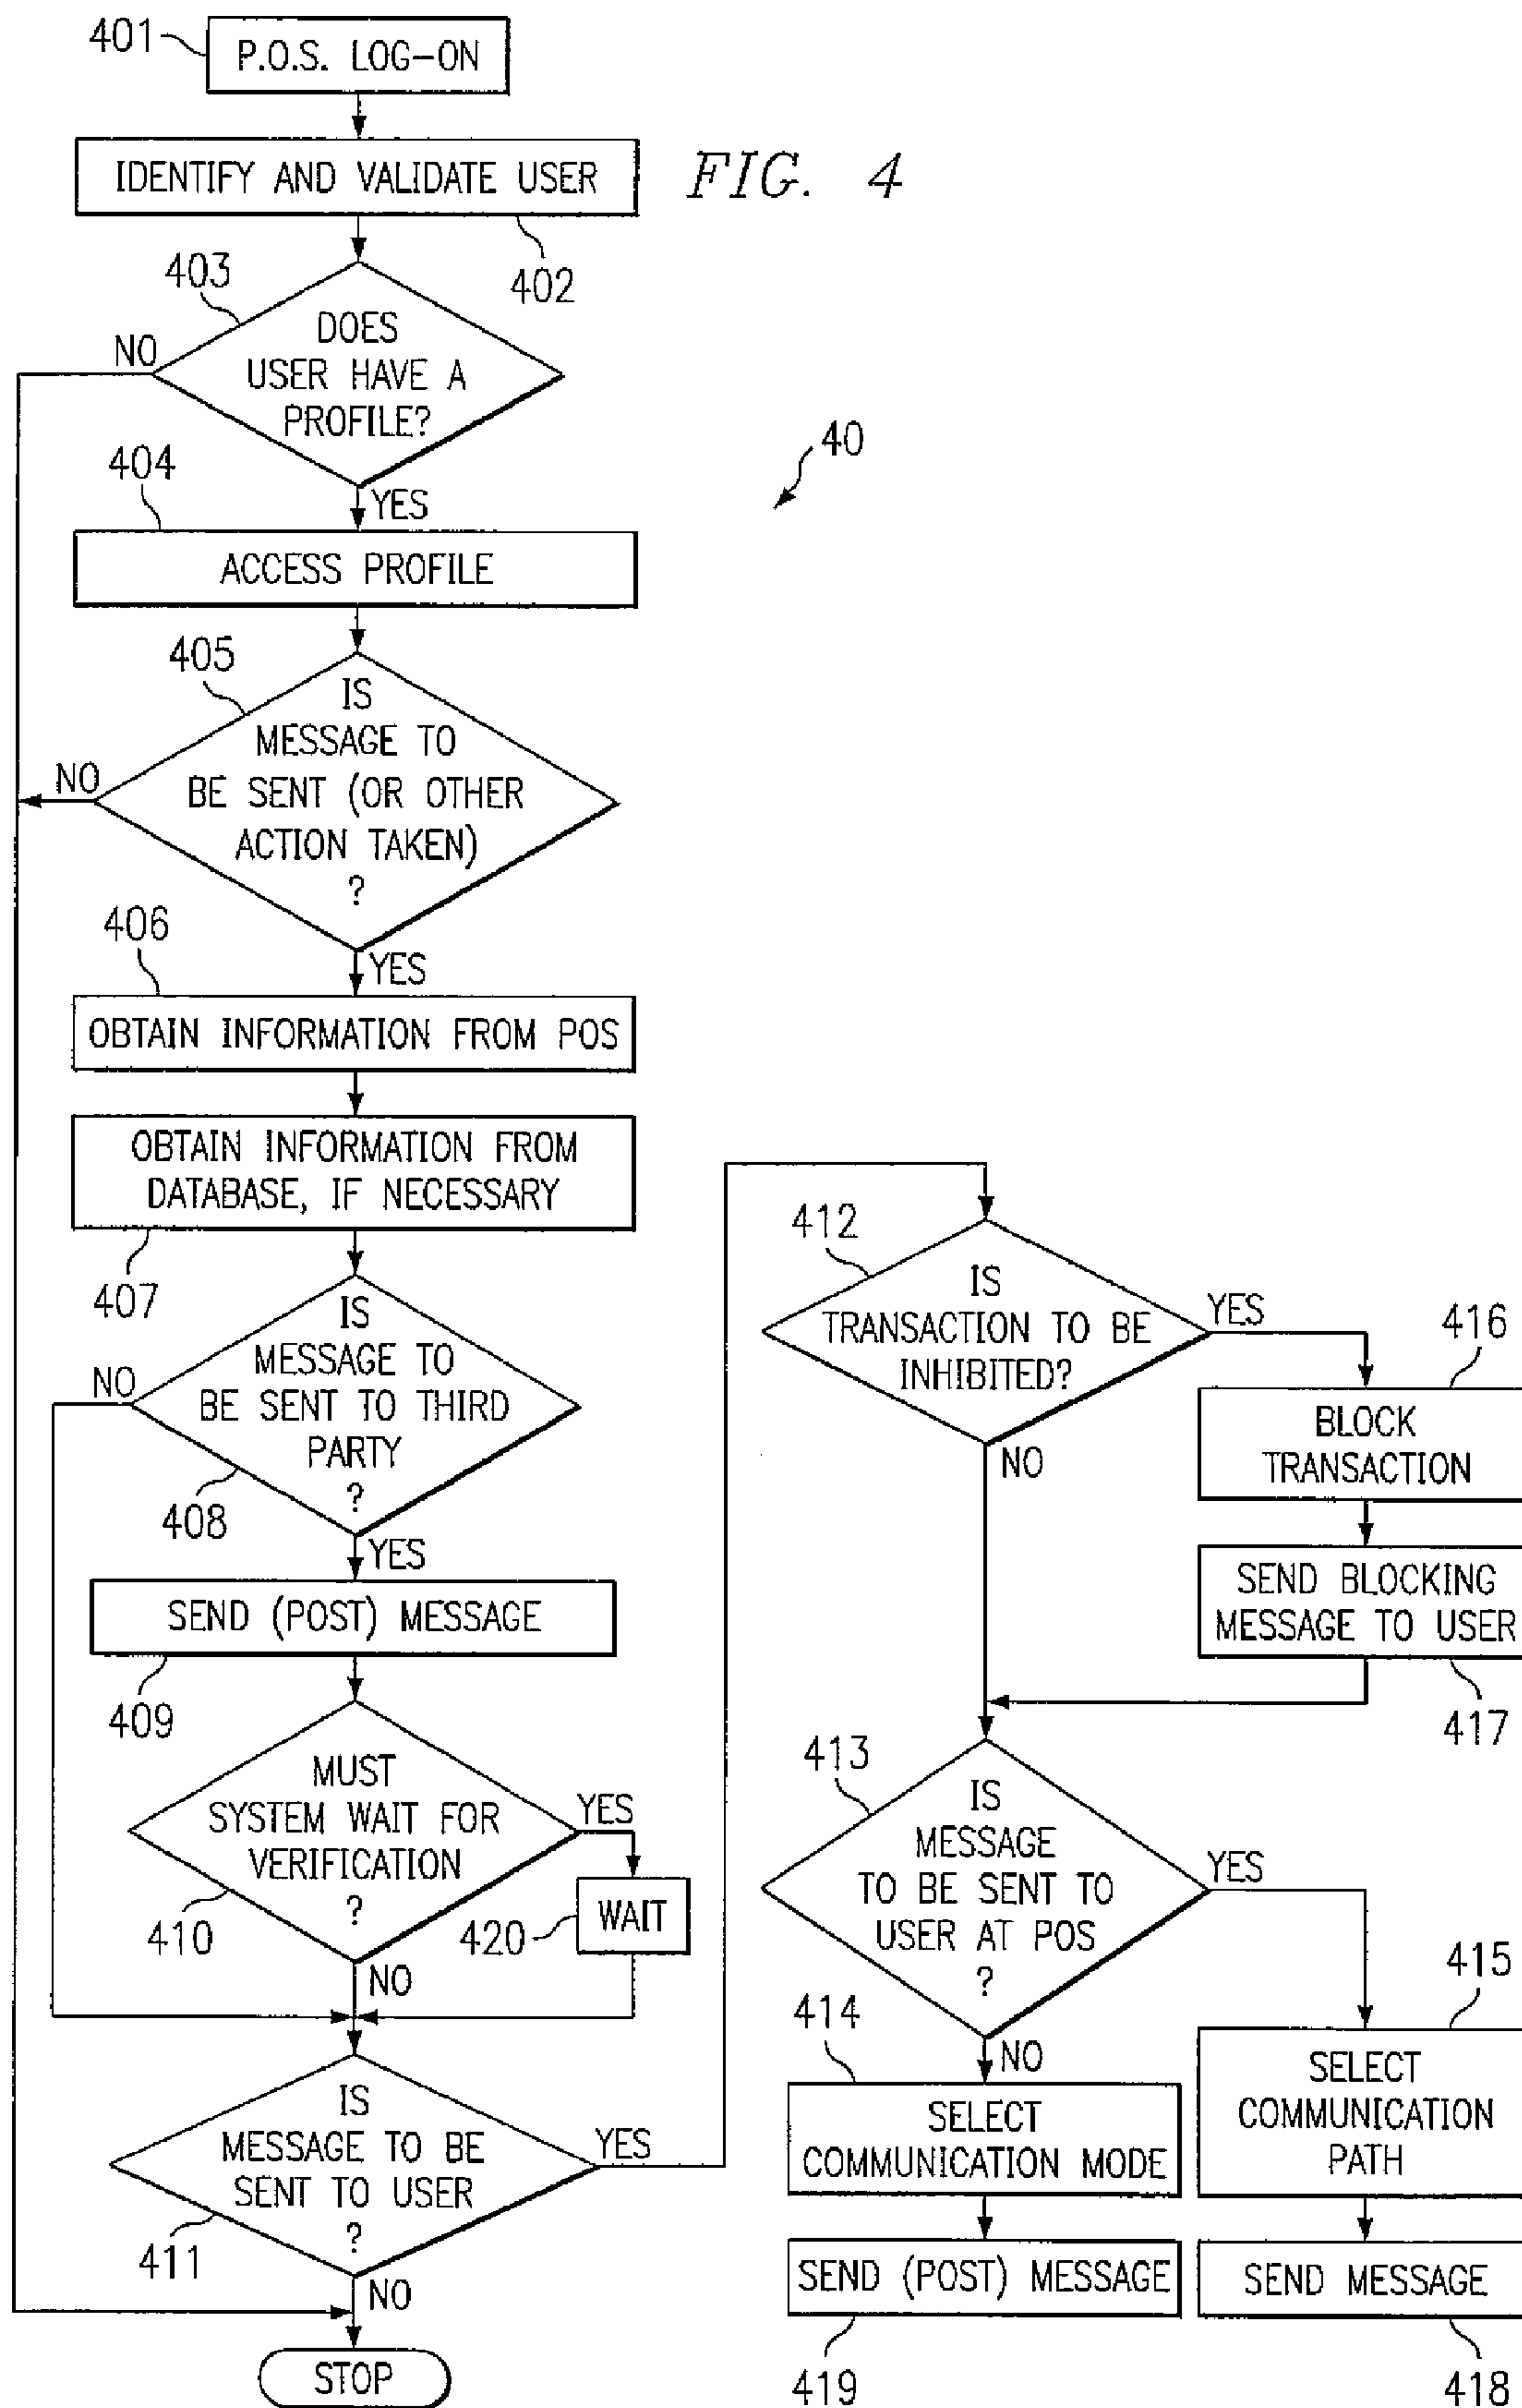 401
P.O.S. LOG-ON
IDENTIFY AND VALIDATE USER
FIG. 4
402
403
DOES
USER HAVE A
PROFILE?
NO
YES
40
404
ACCESS PROFILE
405
IS
MESSAGE TO
BE SENT (OR OTHER
ACTION TAKEN)
?
NO
YES
406
OBTAIN INFORMATION FROM POS
OBTAIN INFORMATION FROM
DATABASE, IF NECESSARY
407
IS
MESSAGE TO
BE SENT TO THIRD
PARTY
?
NO
408
YES
SEND (POST) MESSAGE
409
MUST
SYSTEM WAIT FOR
VERIFICATION
?
YES
410
420
WAIT
NO
IS
MESSAGE TO BE
SENT TO USER
?
YES
411
NO
STOP
412
IS
TRANSACTION TO BE
INHIBITED?
YES
NO
416
BLOCK
TRANSACTION
SEND BLOCKING
MESSAGE TO USER
417
413
IS
MESSAGE
TO BE SENT TO
USER AT POS
?
YES
NO
414
SELECT
COMMUNICATION MODE
SEND (POST) MESSAGE
419
415
SELECT
COMMUNICATION
PATH
SEND MESSAGE
418